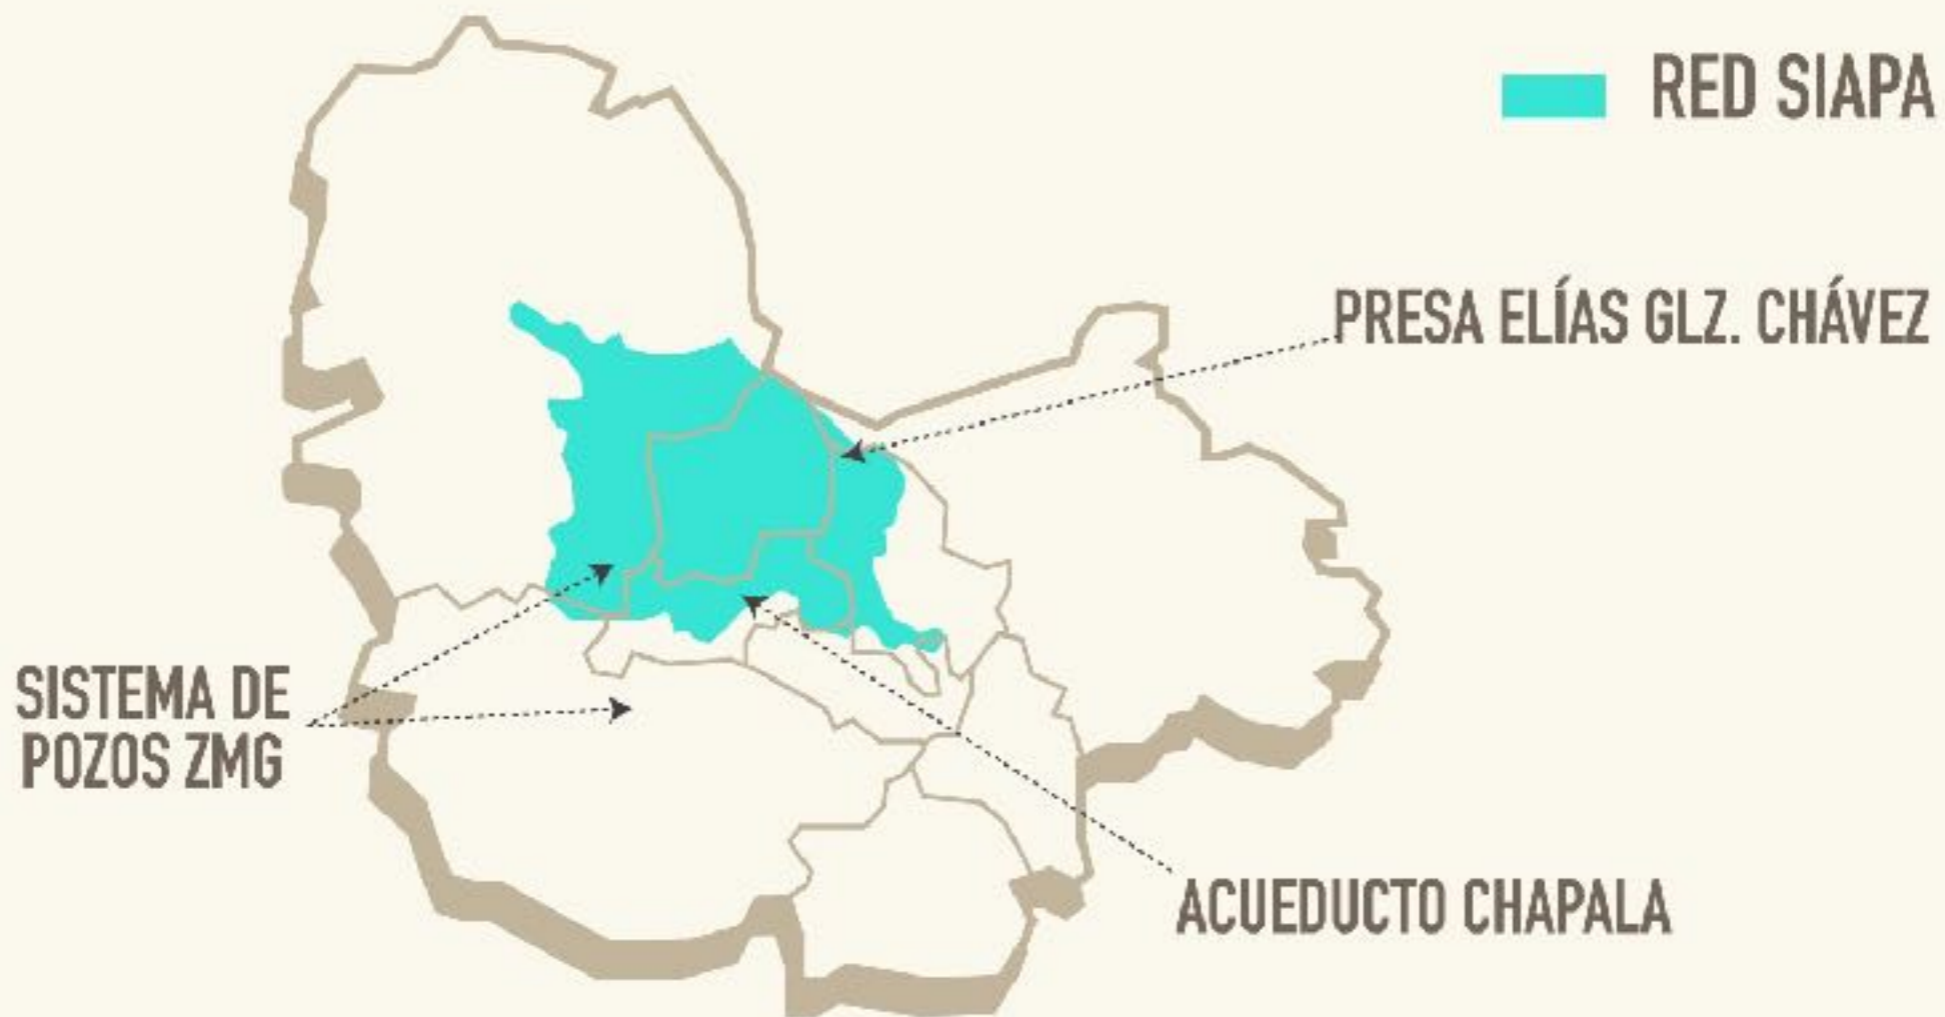 RED SIAPA
PRESA ELÍAS GLZ. CHÁVEZ
SISTEMA DE
POZOS ZMG
ACUEDUCTO CHAPALA